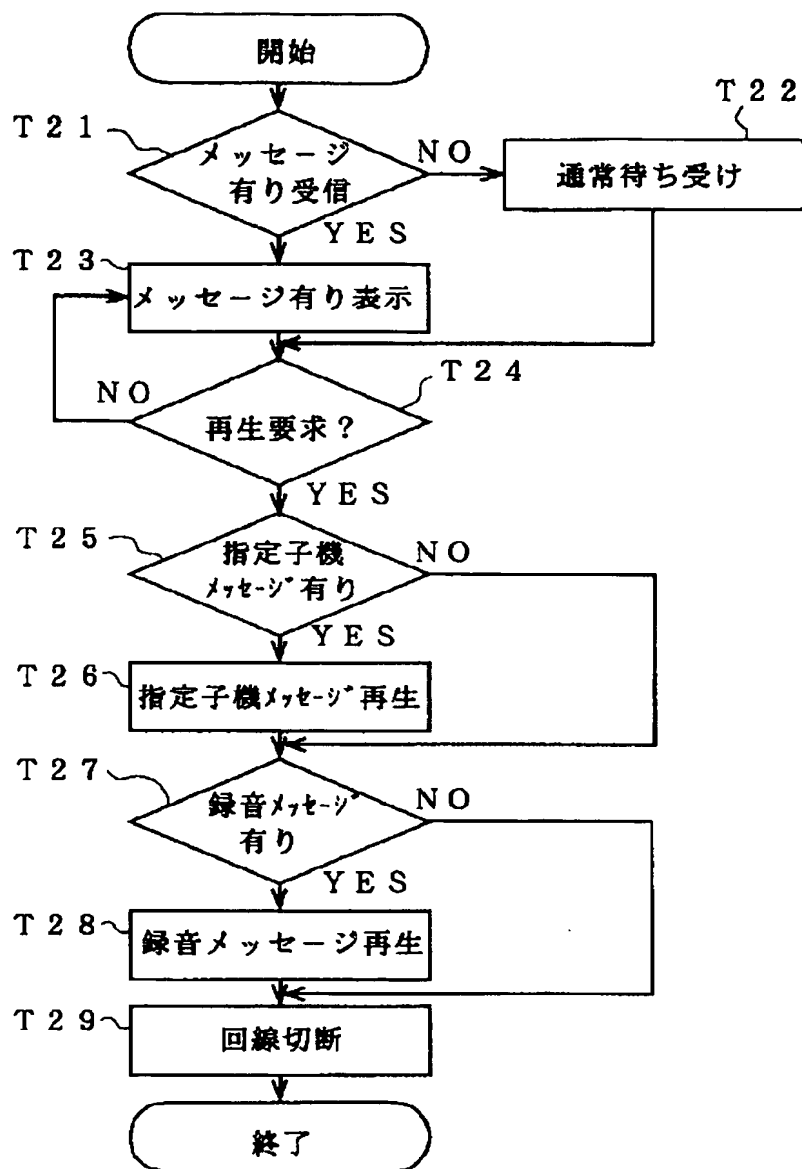 開始
T21
メッセージ
有り受信
NO
T22
通常待ち受け
YES
T23
メッセージ有り表示
T24
NO
再生要求?
YES
T25
指定子機
メッセージ有り
NO
YES
T26
指定子機メッセージ再生
T27
録音メッセージ
有り
NO
YES
T28
録音メッセージ再生
T29
回線切断
終了